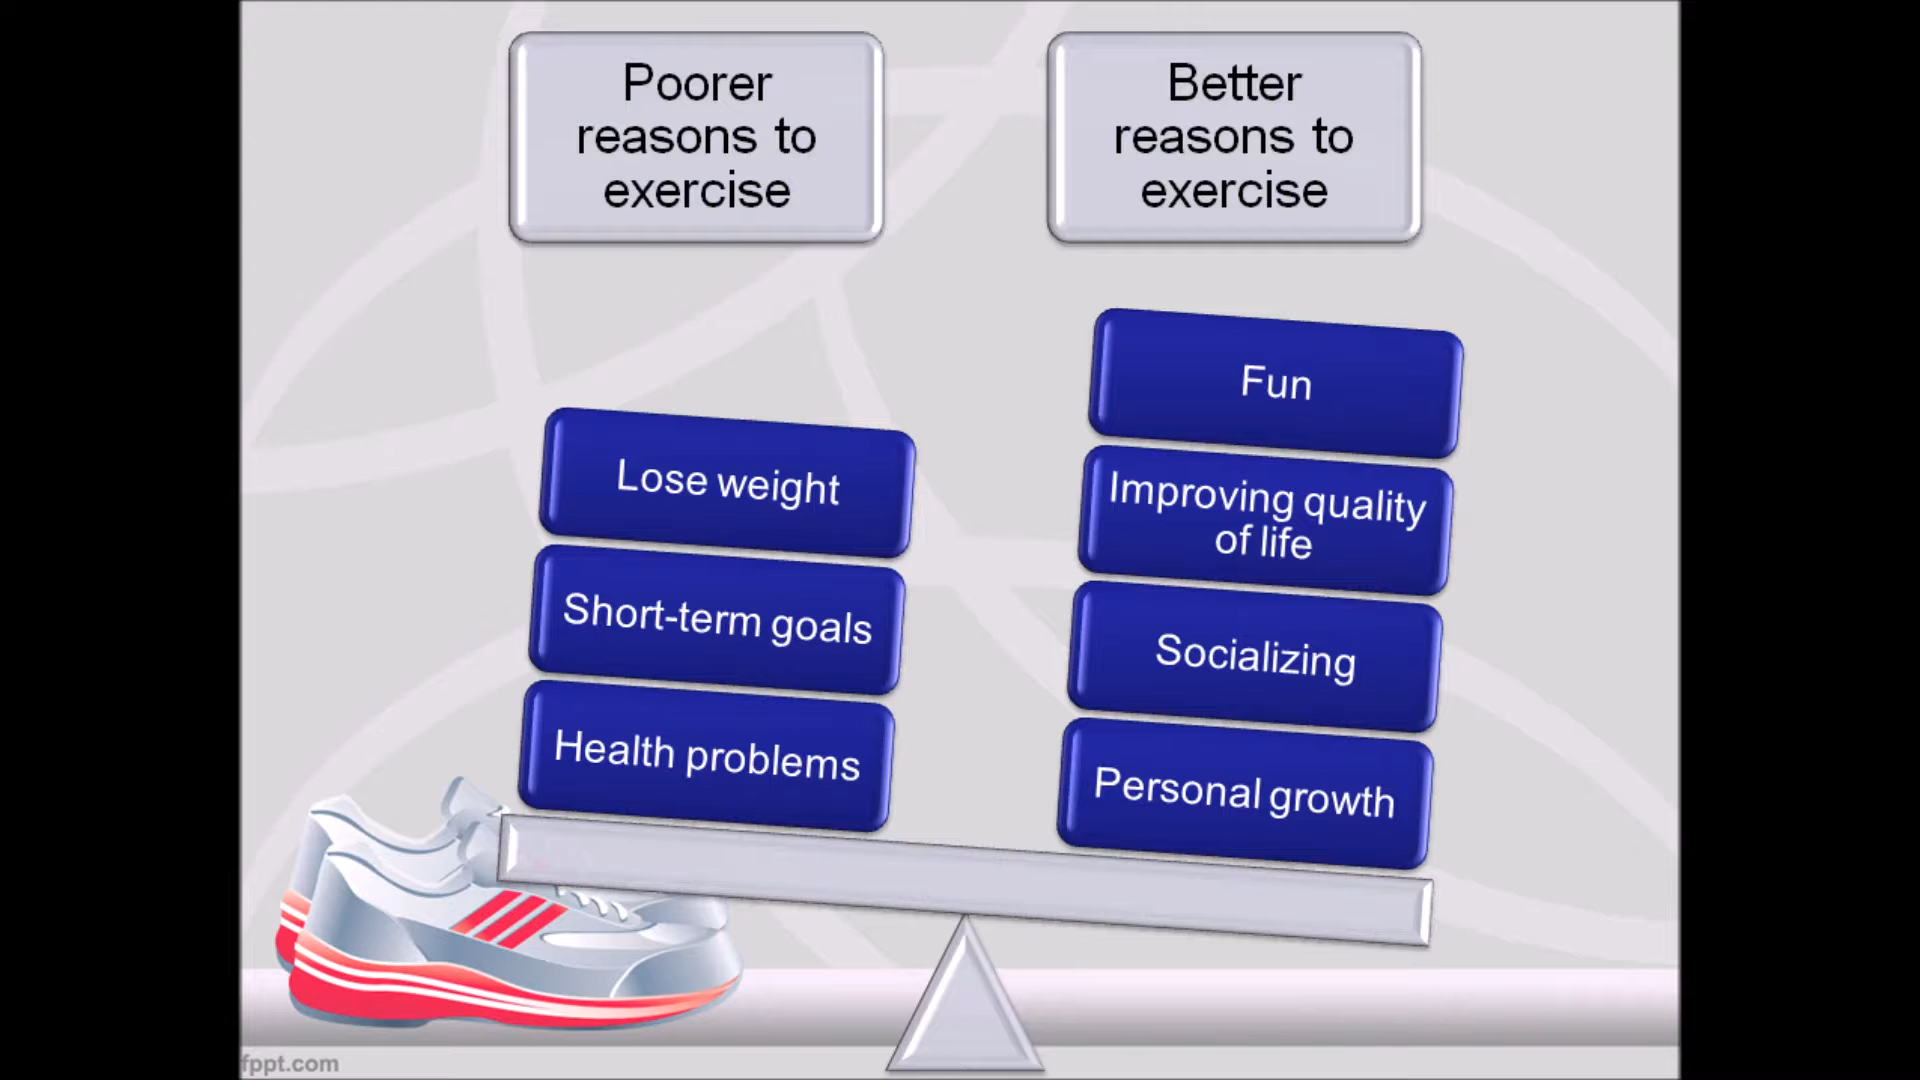 Poorer
reasons to
exercise
Better
reasons to
exercise
Lose weight
Short-term goals
Health problems
Fun
Improving quality
of life
Socializing
Personal growth
fppt.com